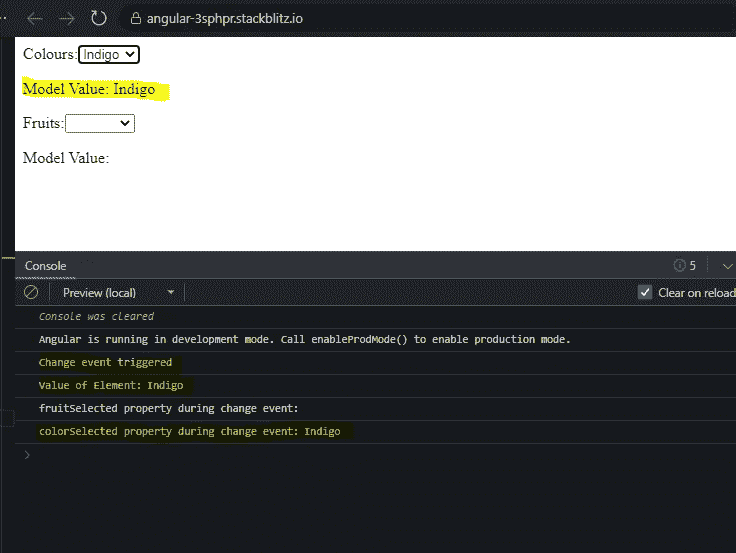 angular-3sphpr.stackblitz.io
Colours: Indigo
Model Value: Indigo
Fruits:
Model Value:
Console
5
Preview (local)
Clear on reload
Console was cleared
Angular is running in development mode. Call enableProdMode() to enable production mode.
Change event triggered
Value of Element: Indigo
fruitSelected property during change event:
colorSelected property during change event: Indigo